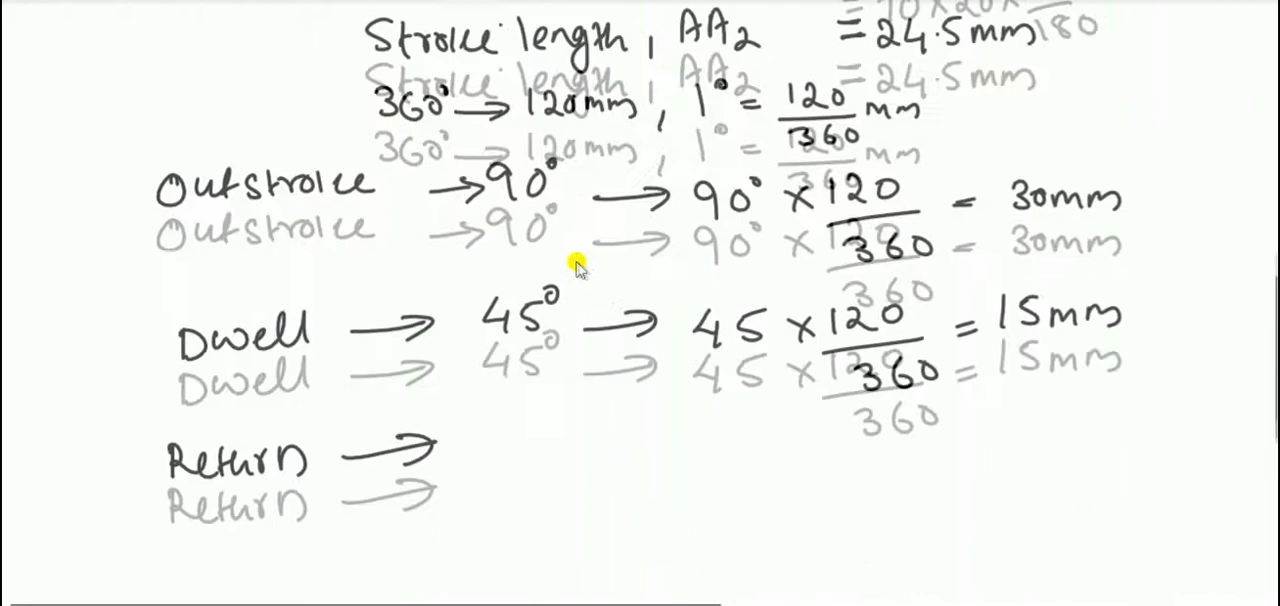 Stroke length, AA2 = 24.5mm
360° → 120mm, 1° = 120/360 mm
Outstroke → 90° → 90° × 120/360 = 30mm
Dwell → 45° → 45 × 120/360 = 15mm
Return →